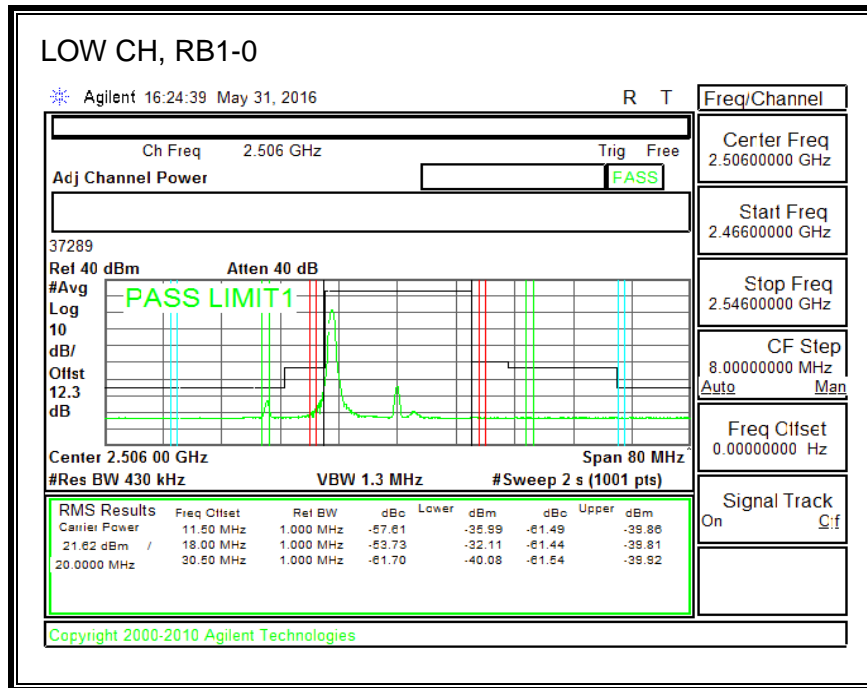 LOW CH, RB1-0
Agilent 16:24:39 May 31, 2016 R T
Freq/Channel
Ch Freq 2.506 GHz Trig Free
Adj Channel Power PASS
Center Freq
2.50600000 GHz
Start Freq
2.46600000 GHz
Stop Freq
2.54600000 GHz
CF Step
8.00000000 MHz
Auto Man
Freq Offset
0.00000000 Hz
Signal Track
On Off
37289
Ref 40 dBm Atten 40 dB
#Avg
Log
10
dB/
Offst
12.3
dB
PASS LIMIT1
Center 2.506 00 GHz Span 80 MHz
#Res BW 430 kHz VBW 1.3 MHz #Sweep 2 s (1001 pts)
RMS Results Freq Offset Ref BW dBc Lower dBm dBc Upper dBm
Carrier Power 11.50 MHz 1.000 MHz -57.61 -35.99 -61.49 -39.86
21.62 dBm / 18.00 MHz 1.000 MHz -53.73 -32.11 -61.44 -39.81
20.0000 MHz 30.50 MHz 1.000 MHz -61.70 -40.08 -61.54 -39.92
Copyright 2000-2010 Agilent Technologies